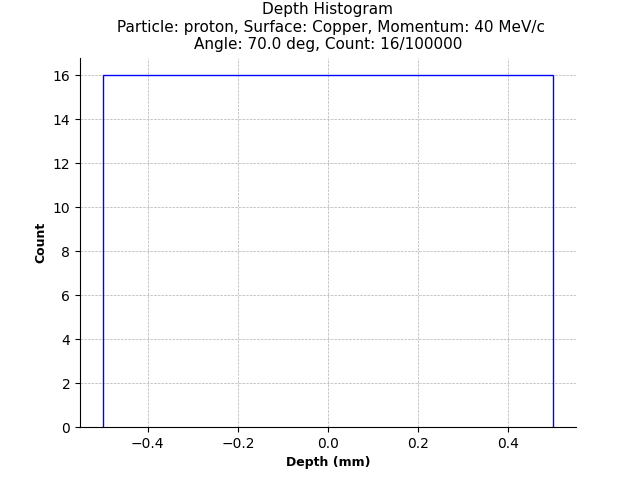 Depth Histogram
Particle: proton, Surface: Copper, Momentum: 40 MeV/c
Angle: 70.0 deg, Count: 16/100000
16
14
12
10
8
6
4
2
0
Count
−0.4
−0.2
0.0
0.2
0.4
Depth (mm)